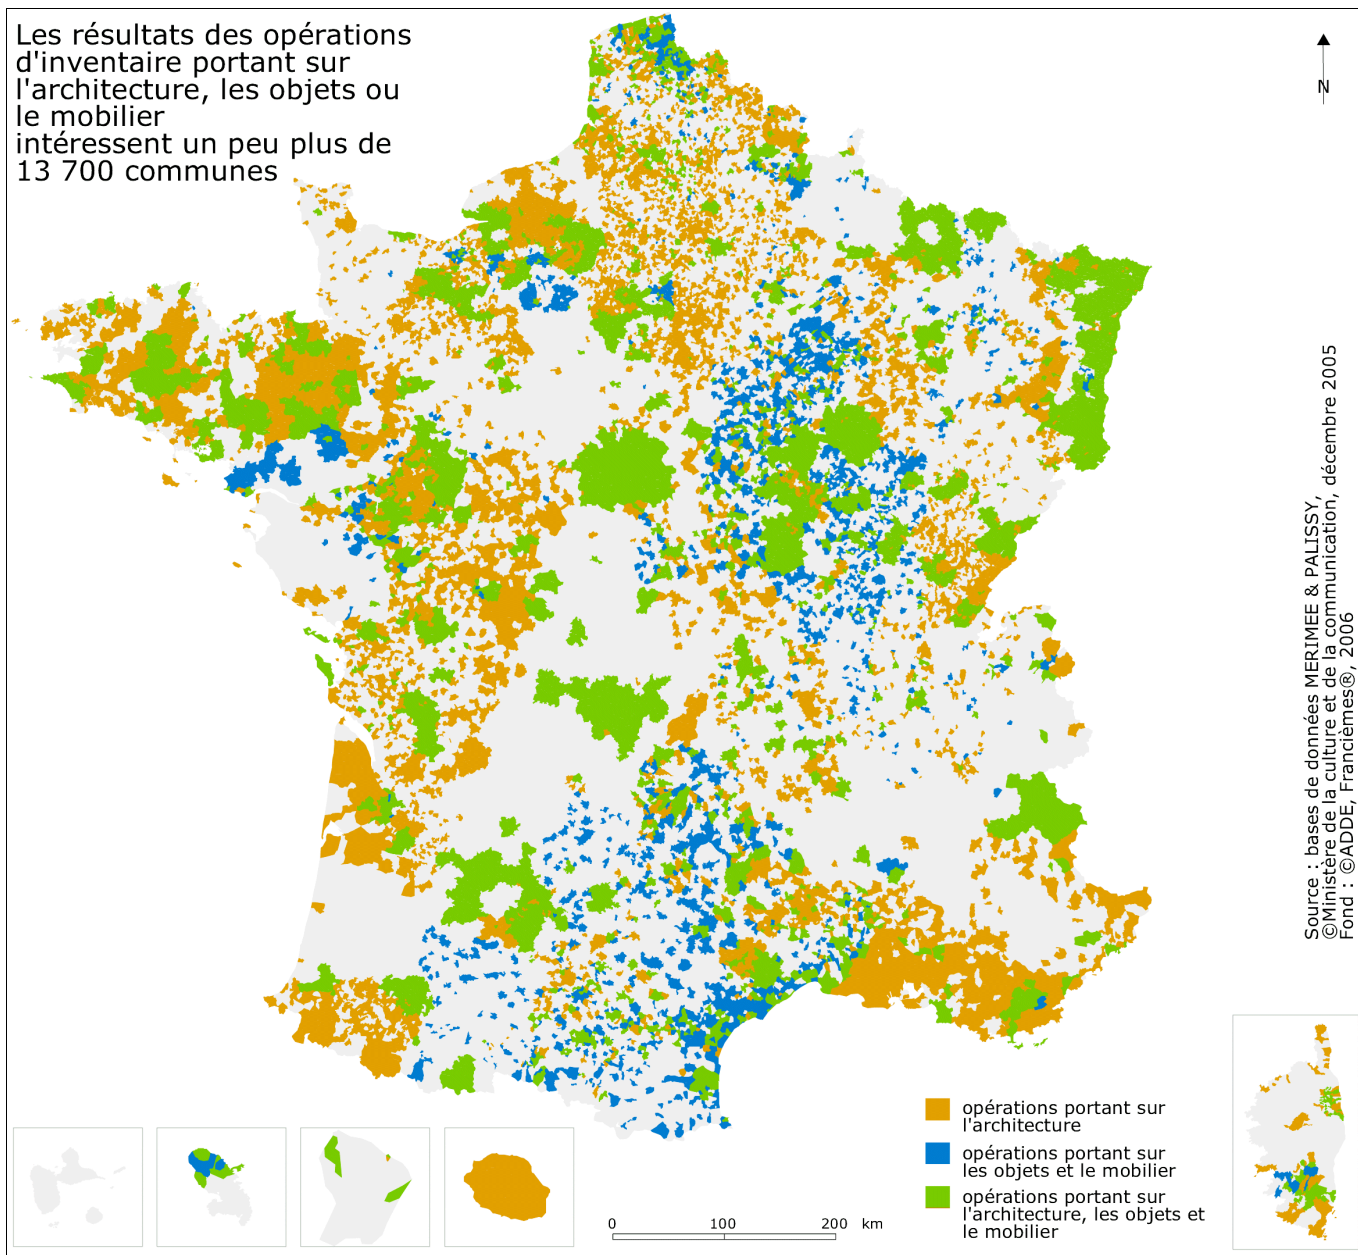 Les résultats des opérations
d'inventaire portant sur
l'architecture, les objets ou
le mobilier
intéressent un peu plus de
13 700 communes
N
Source : bases de données MERIMEE & PALISSY,
©Ministère de la culture et de la communication, décembre 2005
Fond : ©ADDE, Francièmes®, 2006
opérations portant sur
l'architecture
opérations portant sur
les objets et le mobilier
opérations portant sur
l'architecture, les objets et
le mobilier
0 100 200 km